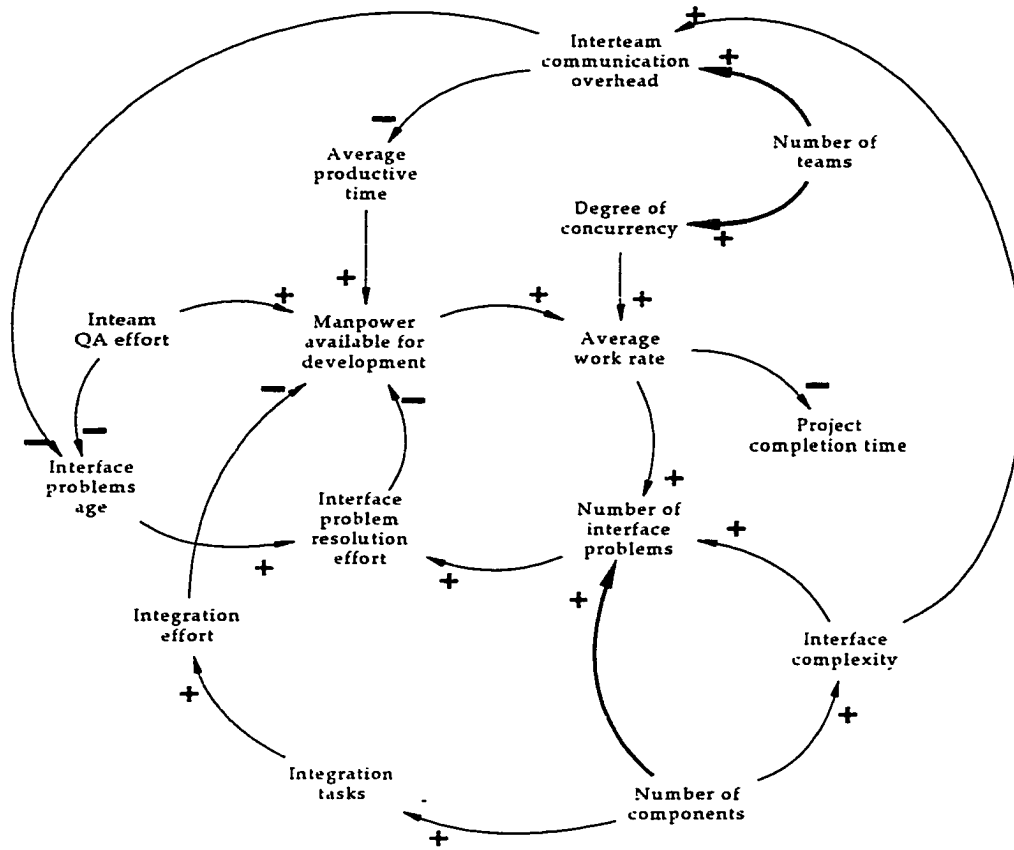 +
Interteam
communication
overhead
+
−
Number of
teams
Average
productive
time
Degree of
concurrency
+
+
+
+
+
Inteam
QA effort
Manpower
available for
development
Average
work rate
−
−
−
Project
completion time
−
−
Interface
problems
age
+
Interface
problem
resolution
effort
Number of
interface
problems
+
+
+
+
Integration
effort
Interface
complexity
+
+
Integration
tasks
Number of
components
+